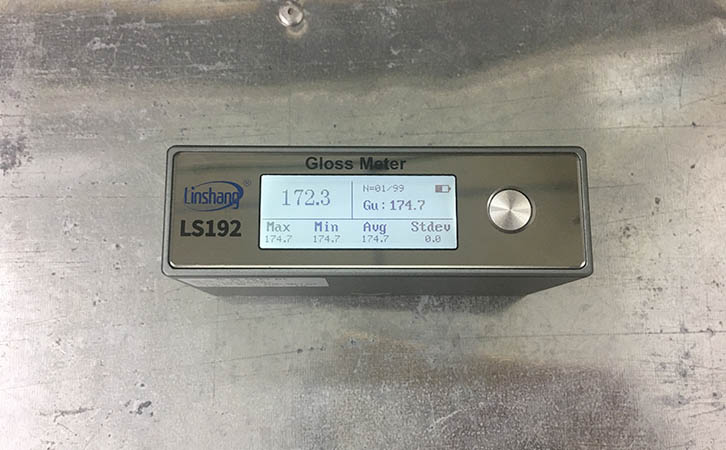 Gloss Meter
Linshang®
LS192
172.3
N=01/99
Gu:174.7
Max Min Avg Stdev
174.7 174.7 174.7 0.0